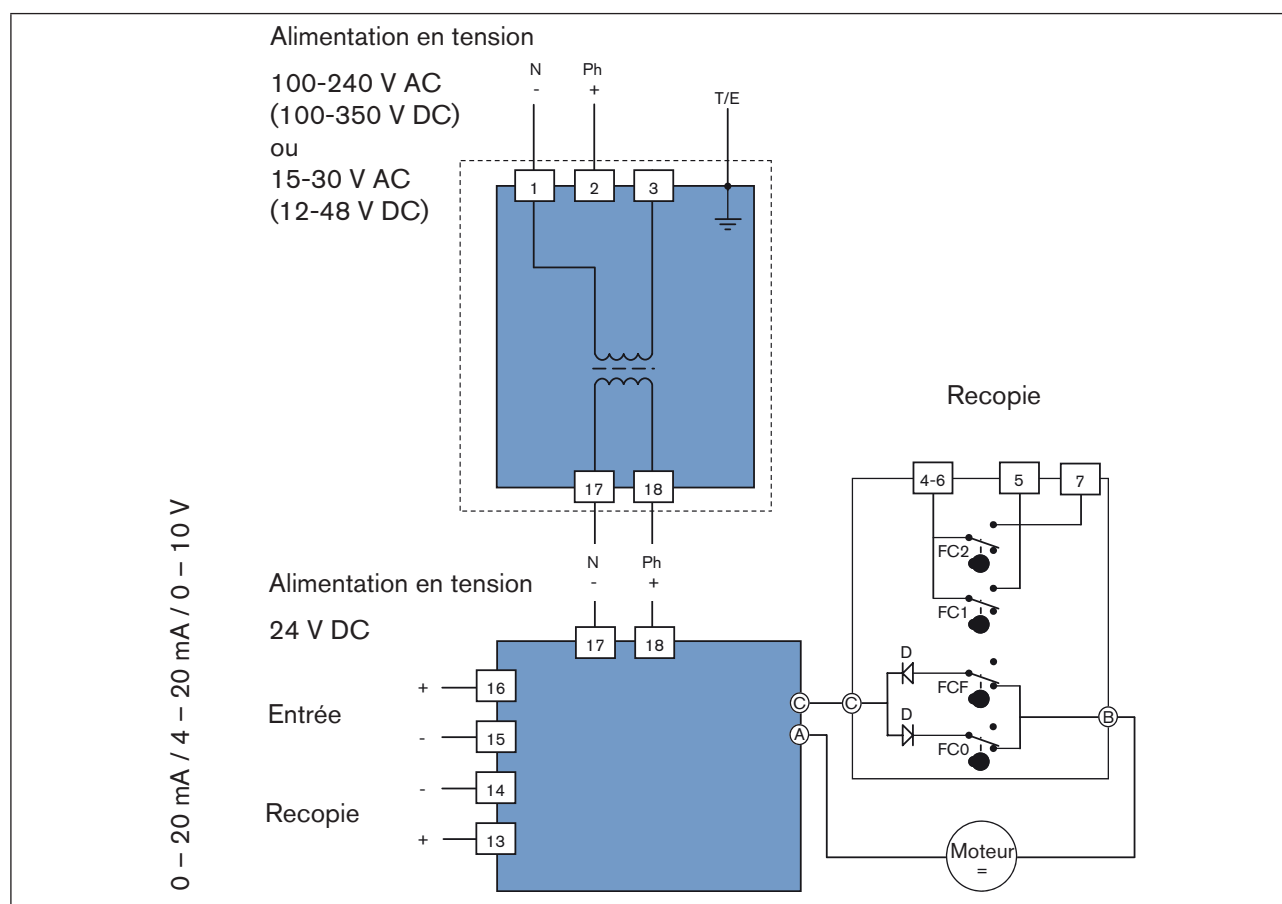 Alimentation en tension
100-240 V AC
(100-350 V DC)
ou
15-30 V AC
(12-48 V DC)
N
-
Ph
+
T/E
1
2
3
17
18
N
-
Ph
+
Alimentation en tension
24 V DC
17
18
0 – 20 mA / 4 – 20 mA / 0 – 10 V
+
16
Entrée
-
15
-
14
Recopie
+
13
C
A
Recopie
4-6
5
7
FC2
FC1
D
FCF
C
D
FC0
B
Moteur
=